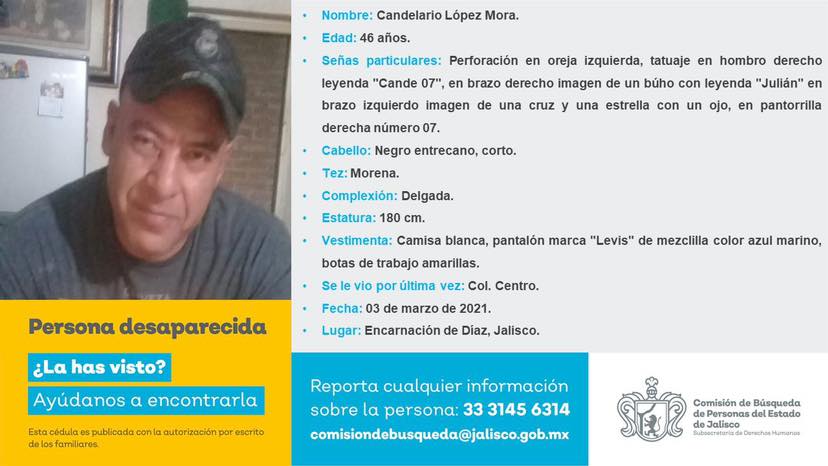 • Nombre: Candelario López Mora.
• Edad: 46 años.
• Señas particulares: Perforación en oreja izquierda, tatuaje en hombro derecho
leyenda "Cande 07", en brazo derecho imagen de un búho con leyenda "Julián" en
brazo izquierdo imagen de una cruz y una estrella con un ojo, en pantorrilla
derecha número 07.
• Cabello: Negro entrecano, corto.
• Tez: Morena.
• Complexión: Delgada.
• Estatura: 180 cm.
• Vestimenta: Camisa blanca, pantalón marca "Levis" de mezclilla color azul marino,
botas de trabajo amarillas.
• Se le vio por última vez: Col. Centro.
• Fecha: 03 de marzo de 2021.
• Lugar: Encarnación de Díaz, Jalisco.
Persona desaparecida
¿La has visto?
Ayúdanos a encontrarla
Esta cédula es publicada con la autorización por escrito
de los familiares.
Reporta cualquier información
sobre la persona: 33 3145 6314
comisiondebusqueda@jalisco.gob.mx
Comisión de Búsqueda
de Personas del Estado
de Jalisco
Subsecretaría de Derechos Humanos